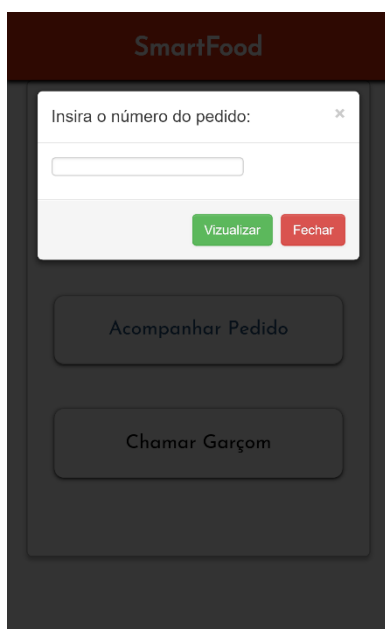 SmartFood
Insira o número do pedido:
×
Vizualizar Fechar
Acompanhar Pedido
Chamar Garçom